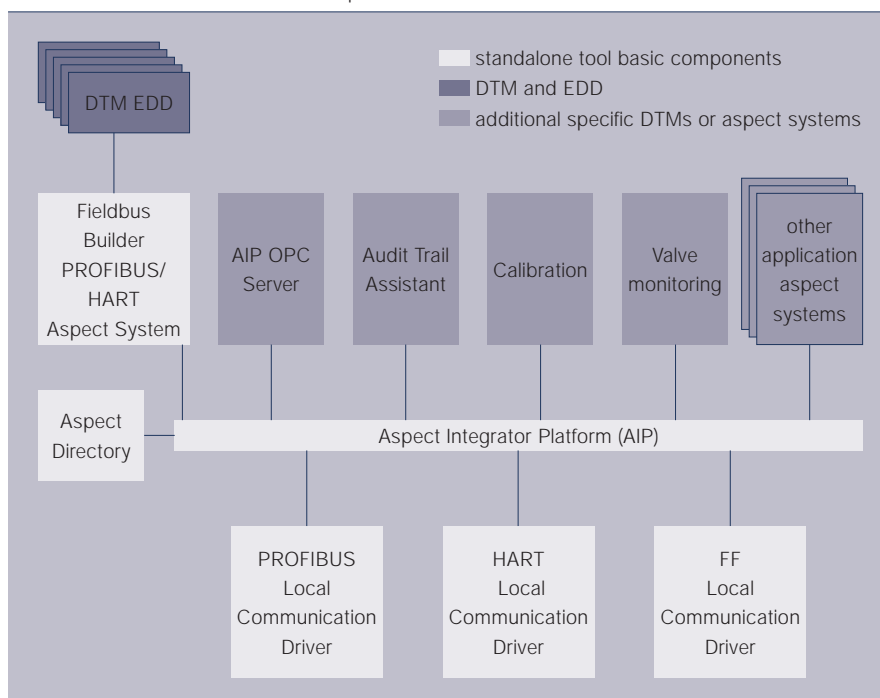 standalone tool basic components
DTM and EDD
additional specific DTMs or aspect systems
DTM EDD
Fieldbus
Builder
PROFIBUS/
HART
Aspect System
AIP OPC
Server
Audit Trail
Assistant
Calibration
Valve
monitoring
other
application
aspect
systems
Aspect
Directory
Aspect Integrator Platform (AIP)
PROFIBUS
Local
Communication
Driver
HART
Local
Communication
Driver
FF
Local
Communication
Driver